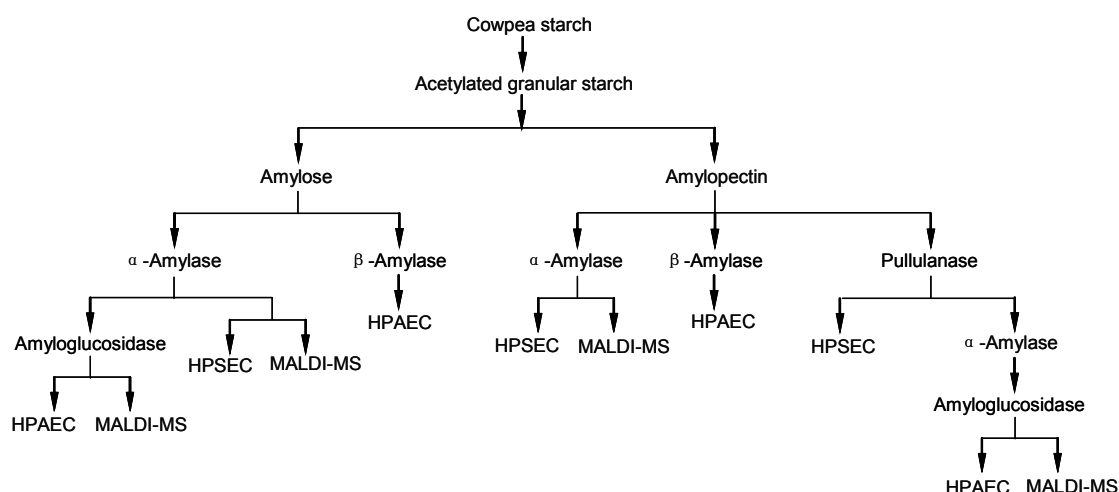 Cowpea starch
Acetylated granular starch
Amylose
Amylopectin
α -Amylase
β -Amylase
α -Amylase
β -Amylase
Pullulanase
HPAEC
HPAEC
Amyloglucosidase
HPSEC
MALDI-MS
HPSEC
MALDI-MS
HPSEC
α -Amylase
Amyloglucosidase
HPAEC
MALDI-MS
HPAEC
MALDI-MS